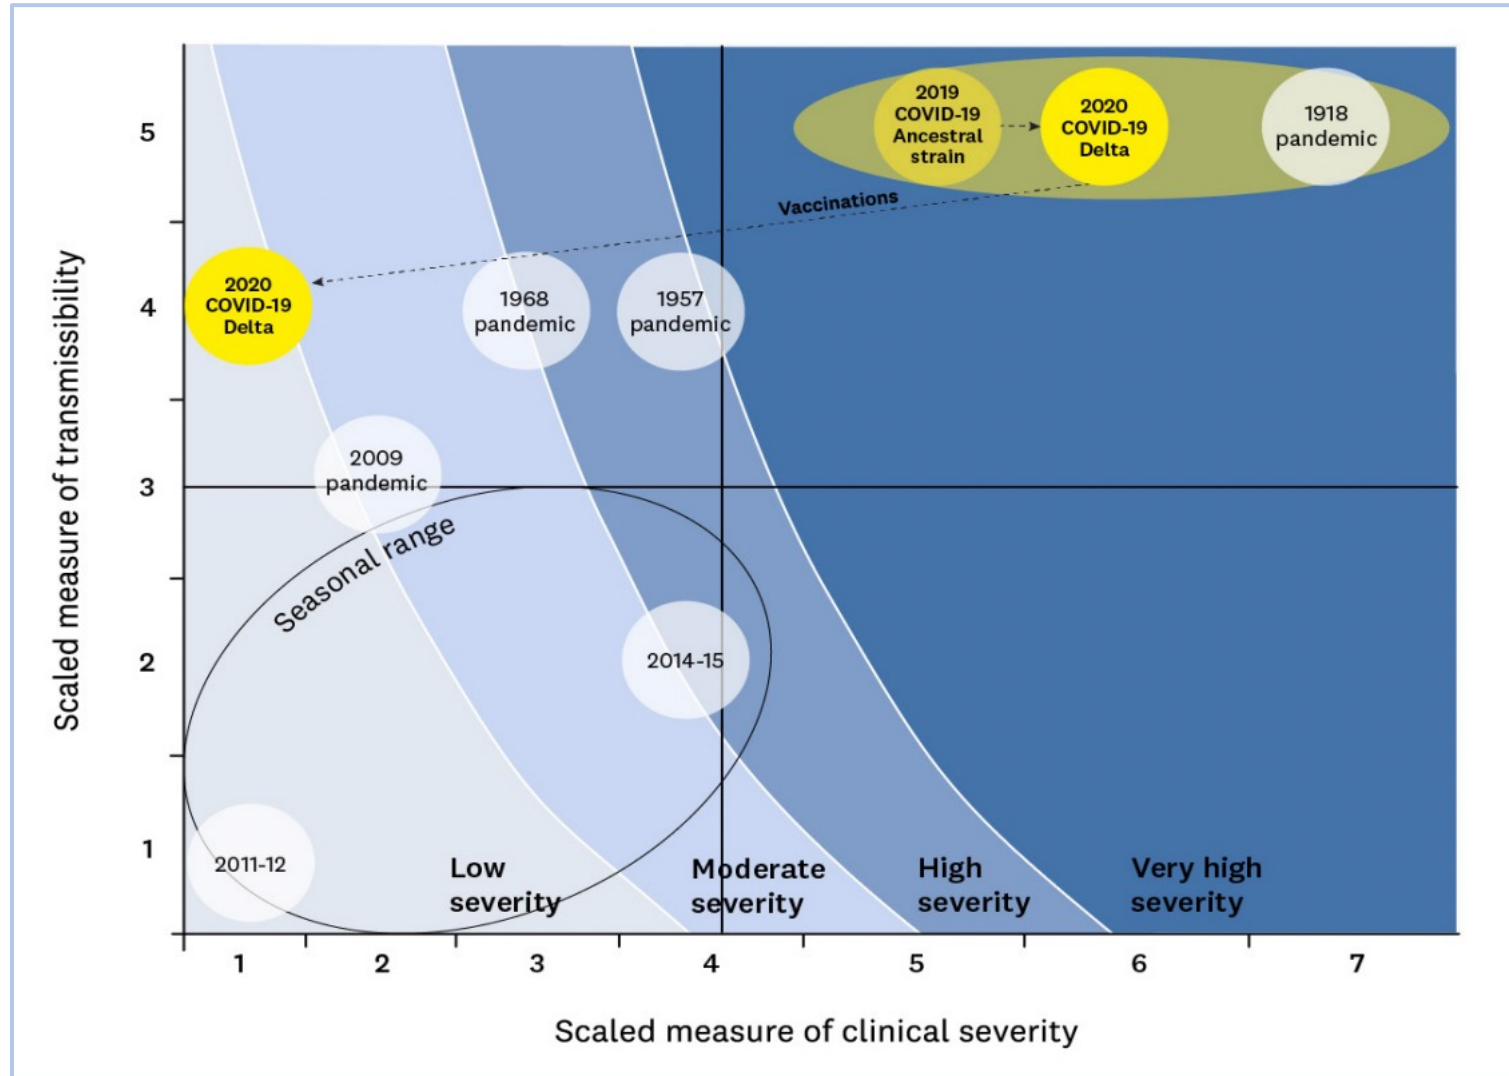 Scaled measure of transmissibility
5
4
3
2
1
2019
COVID-19
Ancestral
strain
2020
COVID-19
Delta
1918
pandemic
Vaccinations
2020
COVID-19
Delta
1968
pandemic
1957
pandemic
2009
pandemic
Seasonal range
2014-15
2011-12
Low
severity
Moderate
severity
High
severity
Very high
severity
1 2 3 4 5 6 7
Scaled measure of clinical severity